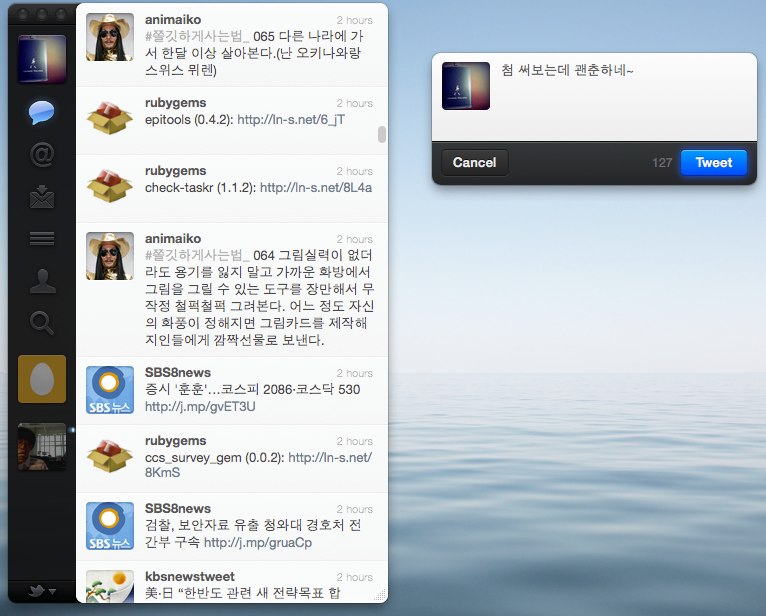 animaiko 2 hours
#쫄깃하게사는법_ 065 다른 나라에 가
서 한달 이상 살아본다.(난 오키나와랑
스위스 뮈렌)
rubygems 2 hours
epitools (0.4.2): http://ln-s.net/6_jT
rubygems 2 hours
check-taskr (1.1.2): http://ln-s.net/8L4a
animaiko 2 hours
#쫄깃하게사는법_ 064 그림실력이 없더
라도 용기를 잃지 말고 가까운 화방에서
그림을 그릴 수 있는 도구를 장만해서 무
작정 철퍽철퍽 그려본다. 어느 정도 자신
의 화풍이 정해지면 그림카드를 제작해
지인들에게 깜짝선물로 보낸다.
SBS8news 2 hours
증시 '훈훈'...코스피 2086·코스닥 530
http://j.mp/gvET3U
SBS 뉴스
rubygems 2 hours
ccs_survey_gem (0.0.2): http://ln-s.net/
8KmS
SBS8news 2 hours
검찰, 보안자료 유출 청와대 경호처 전
간부 구속 http://j.mp/gruaCp
SBS 뉴스
kbsnewstweet 2 hours
美·日 “한반도 관련 새 전략목표 합
첨 써보는데 괜춘하네~
Cancel 127 Tweet